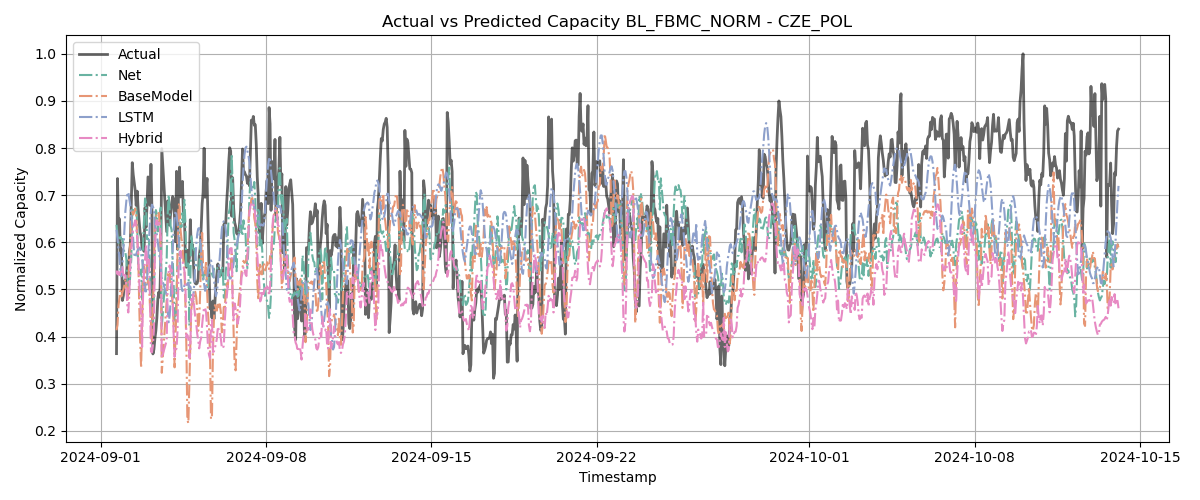 Actual vs Predicted Capacity BL_FBMC_NORM - CZE_POL
Actual
Net
BaseModel
LSTM
Hybrid
Normalized Capacity
1.0
0.9
0.8
0.7
0.6
0.5
0.4
0.3
0.2
2024-09-01
2024-09-08
2024-09-15
2024-09-22
2024-10-01
2024-10-08
2024-10-15
Timestamp